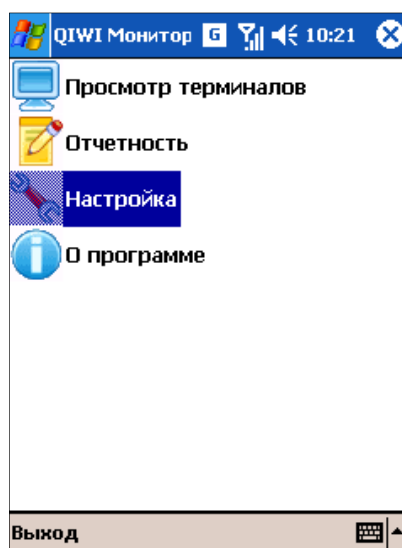 QIWI Монитор G 10:21
Просмотр терминалов
Отчетность
Настройка
О программе
Выход